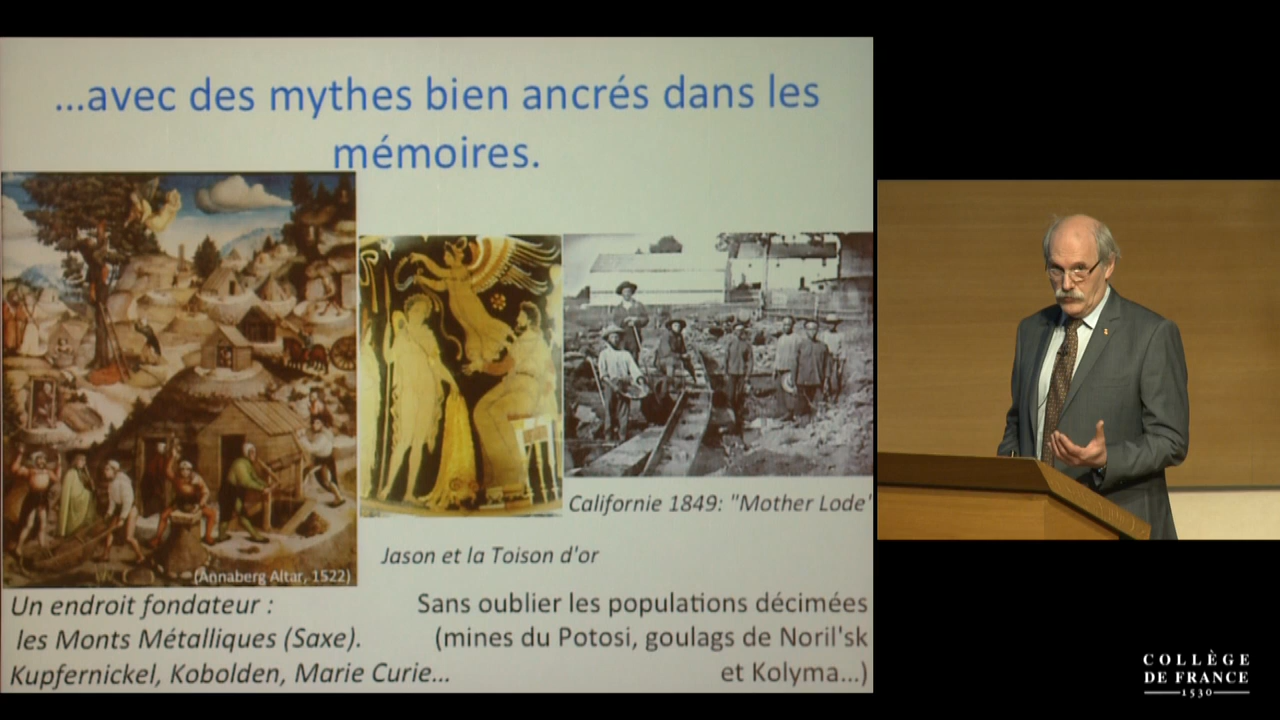 ...avec des mythes bien ancrés dans les
mémoires.
(Annaberg Altar, 1522)
Californie 1849: "Mother Lode"
Jason et la Toison d'or
Un endroit fondateur :
les Monts Métalliques (Saxe).
Kupfernickel, Kobolden, Marie Curie...
Sans oublier les populations décimées
(mines du Potosi, goulags de Noril'sk
et Kolyma...)
COLLÈGE
DE FRANCE
1530